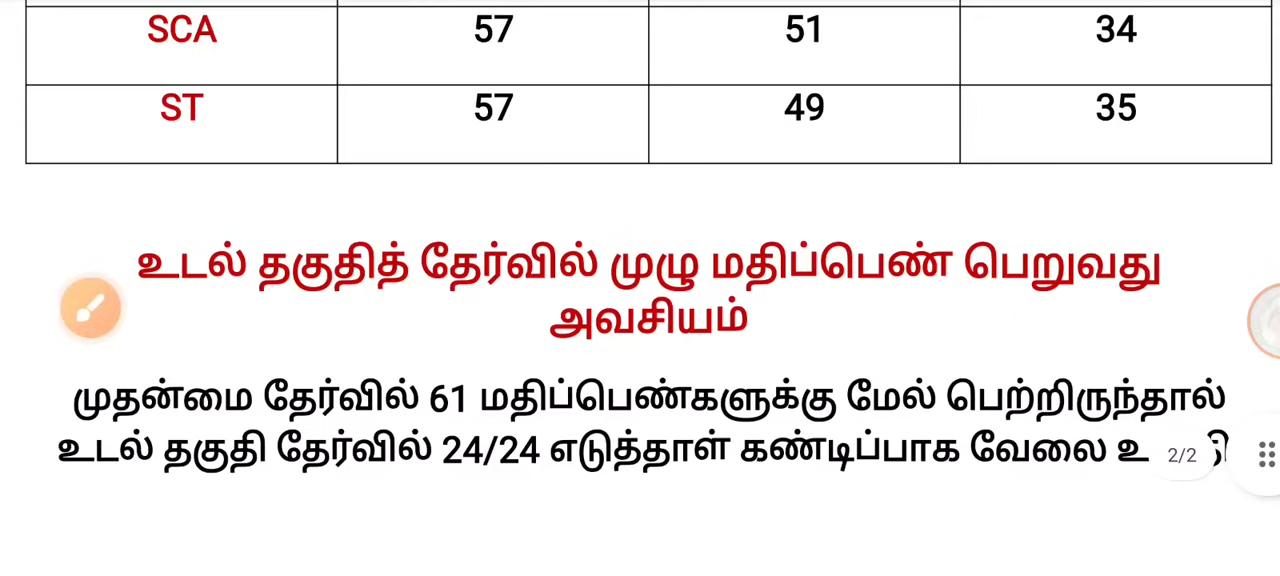 SCA 57 51 34
ST 57 49 35
உடல் தகுதித் தேர்வில் முழு மதிப்பெண் பெறுவது
அவசியம்
முதன்மை தேர்வில் 61 மதிப்பெண்களுக்கு மேல் பெற்றிருந்தால்
உடல் தகுதி தேர்வில் 24/24 எடுத்தாள் கண்டிப்பாக வேலை
2/2